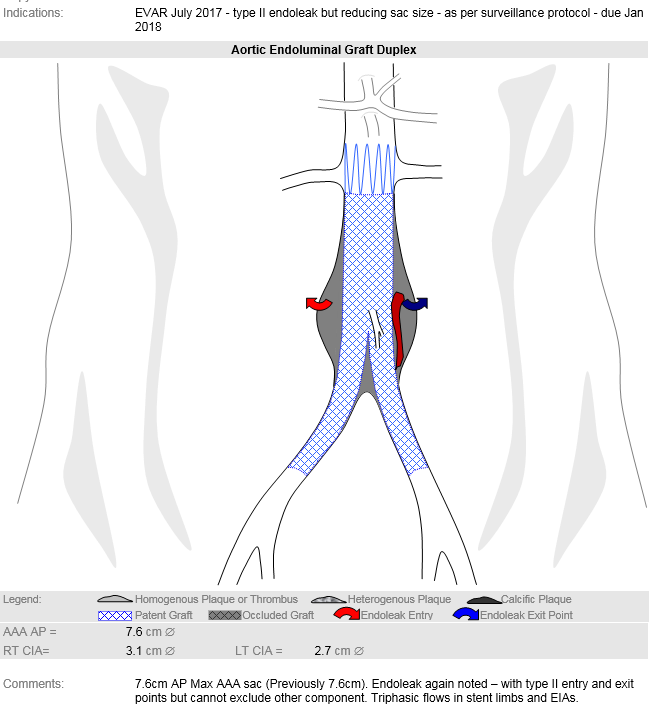 Indications: EVAR July 2017 - type II endoleak but reducing sac size - as per surveillance protocol - due Jan
2018
Aortic Endoluminal Graft Duplex
Legend: Homogenous Plaque or Thrombus Heterogenous Plaque Calcific Plaque
Patent Graft Occluded Graft Endoleak Entry Endoleak Exit Point
AAA AP = 7.6 cm ∅
RT CIA= 3.1 cm ∅ LT CIA = 2.7 cm ∅
Comments: 7.6cm AP Max AAA sac (Previously 7.6cm). Endoleak again noted – with type II entry and exit
points but cannot exclude other component. Triphasic flows in stent limbs and EIAs.